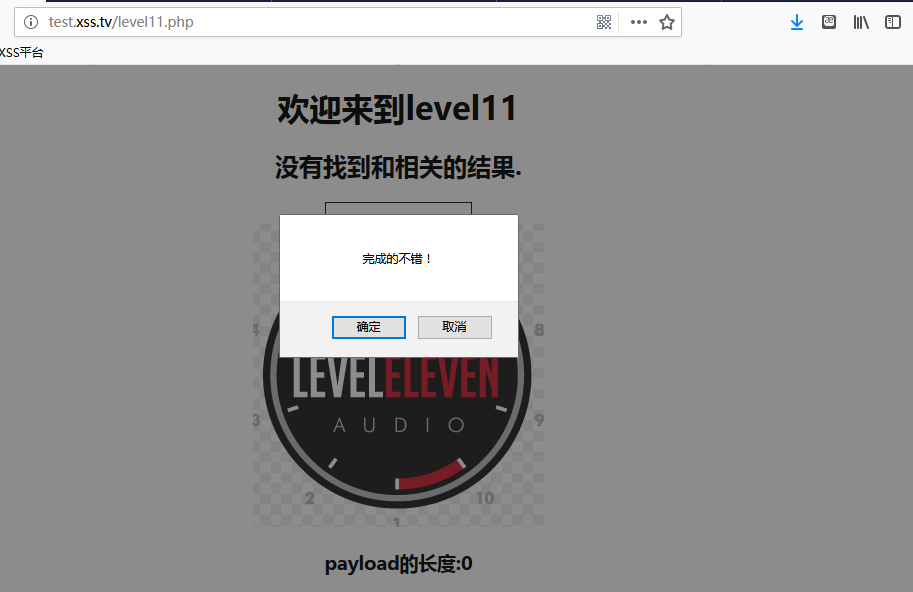 test.xss.tv/level11.php
XSS平台
欢迎来到level11
没有找到和相关的结果.
完成的不错！
确定 取消
4 8
LEVELELEVEN
3 AUDIO 9
2 10
1
payload的长度:0